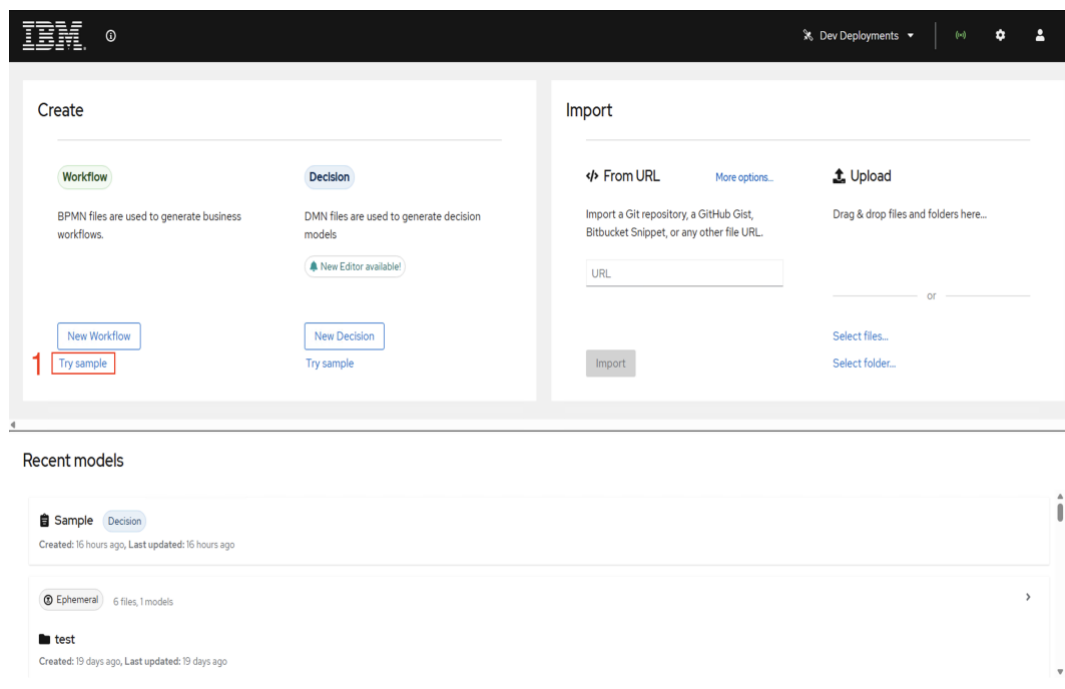 IBM
Dev Deployments
Create
Workflow
BPMN files are used to generate business
workflows.
New Workflow
1 Try sample
Decision
DMN files are used to generate decision
models
New Editor available!
New Decision
Try sample
Import
From URL
More options...
Import a Git repository, a GitHub Gist,
Bitbucket Snippet, or any other file URL.
URL
Import
Upload
Drag & drop files and folders here...
or
Select files...
Select folder...
Recent models
Sample Decision
Created: 16 hours ago, Last updated: 16 hours ago
Ephemeral 6 files, 1 models
test
Created: 19 days ago, Last updated: 19 days ago